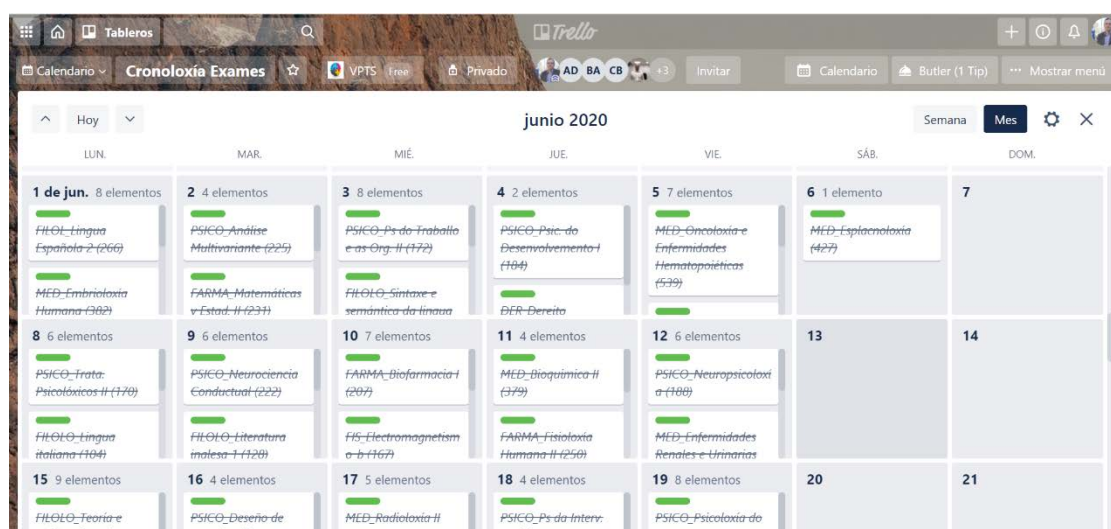 Tableros
Trello
Calendario
Cronoloxía Exames
VPTS Free
Privado
AD BA CB +3
Invitar
Calendario
Butler (1 Tip)
··· Mostrar menú
Hoy
junio 2020
Semana
Mes
LUN. MAR. MIÉ. JUE. VIE. SÁB. DOM.
1 de jun. 8 elementos
FILOL_Lingua
Española 2 (266)
MED_Embrioloxia
Humana (382)
2 4 elementos
PSICO_Análise
Multivariante (225)
FARMA_Matemáticas
y Estad. II (231)
3 8 elementos
PSICO_Ps do Traballo
e as Org. II (172)
FILOLO_Sintaxe e
semántica da lingua
4 2 elementos
PSICO_Psic. do
Desenvolvemento I
(184)
DER_Dereito
5 7 elementos
MED_Oncoloxia e
Enfermidades
Hematopoiéticas
(539)
6 1 elemento
MED_Esplacnoloxía
(427)
7
8 6 elementos
PSICO_Trata.
Psicolóxicos II (170)
FILOLO_Lingua
italiana (104)
9 6 elementos
PSICO_Neurociencia
Conductual (222)
FILOLO_Literatura
inglesa 1 (128)
10 7 elementos
FARMA_Biofarmacia I
(207)
FIS_Electromagnetism
o b (167)
11 4 elementos
MED_Bioquimica II
(379)
FARMA_Fisioloxía
Humana II (250)
12 6 elementos
PSICO_Neuropsicoloxi
a (188)
MED_Enfermidades
Renales e Urinarias
13
14
15 9 elementos
FILOLO_Teoría e
16 4 elementos
PSICO_Deseño de
17 5 elementos
MED_Radioloxía II
18 4 elementos
PSICO_Ps da Interv.
19 8 elementos
PSICO_Psicoloxía do
20
21